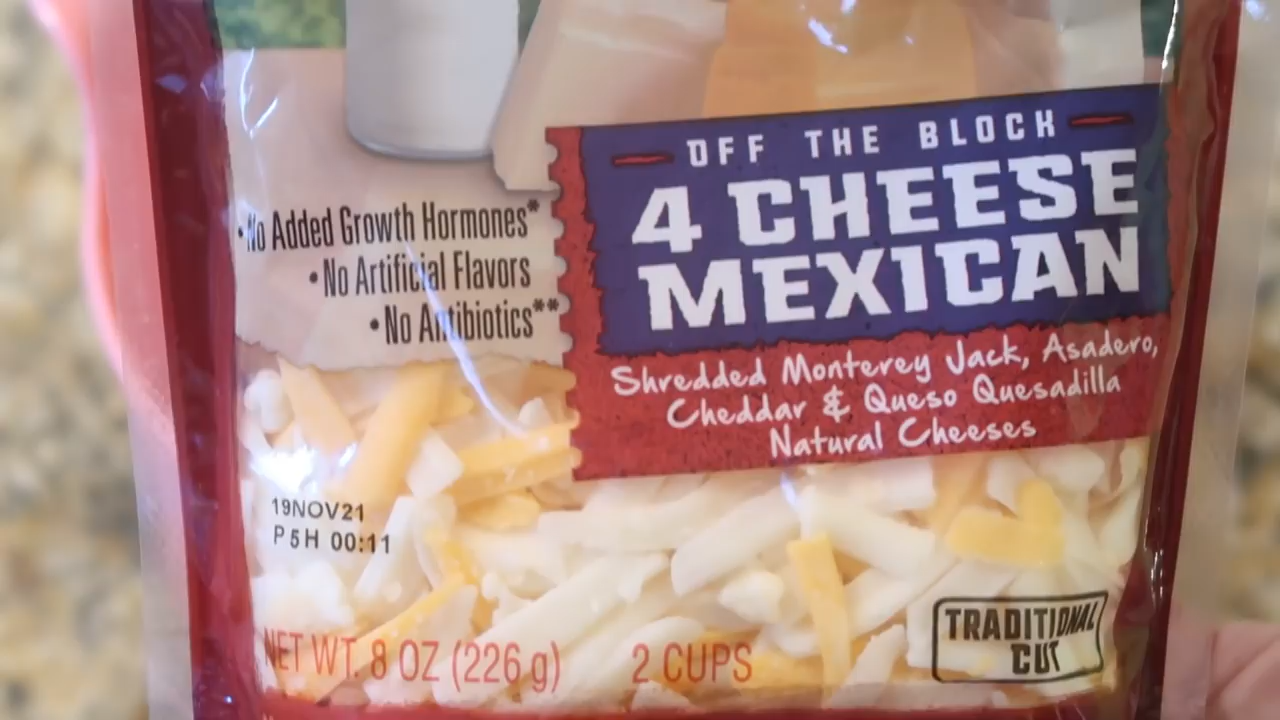 OFF THE BLOCK
4 CHEESE
MEXICAN
Shredded Monterey Jack, Asadero,
Cheddar & Queso Quesadilla
Natural Cheeses
•No Added Growth Hormones*
•No Artificial Flavors
•No Antibiotics**
19NOV21
P5H 00:11
NET WT. 8 OZ (226 g) 2 CUPS
TRADITIONAL
CUT